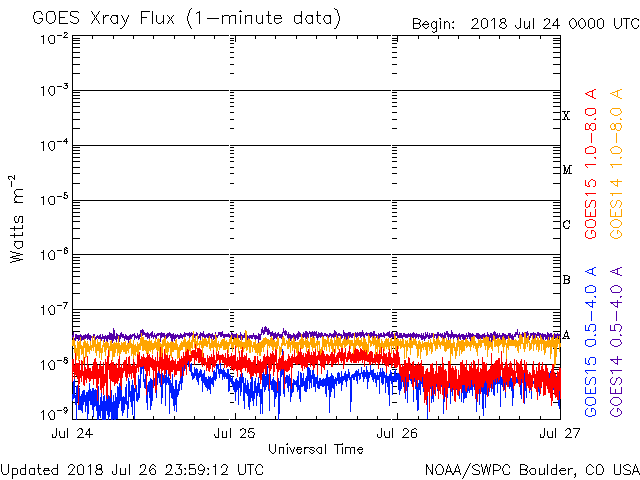 GOES Xray Flux (1-minute data)
Begin: 2018 Jul 24 0000 UTC
10⁻²
10⁻³
10⁻⁴
10⁻⁵
10⁻⁶
10⁻⁷
10⁻⁸
10⁻⁹
Watts m⁻²
X
M
C
B
A
GOES15 1.0-8.0 A
GOES14 1.0-8.0 A
GOES15 0.5-4.0 A
GOES14 0.5-4.0 A
Jul 24 Jul 25 Jul 26 Jul 27
Universal Time
Updated 2018 Jul 26 23:59:12 UTC
NOAA/SWPC Boulder, CO USA